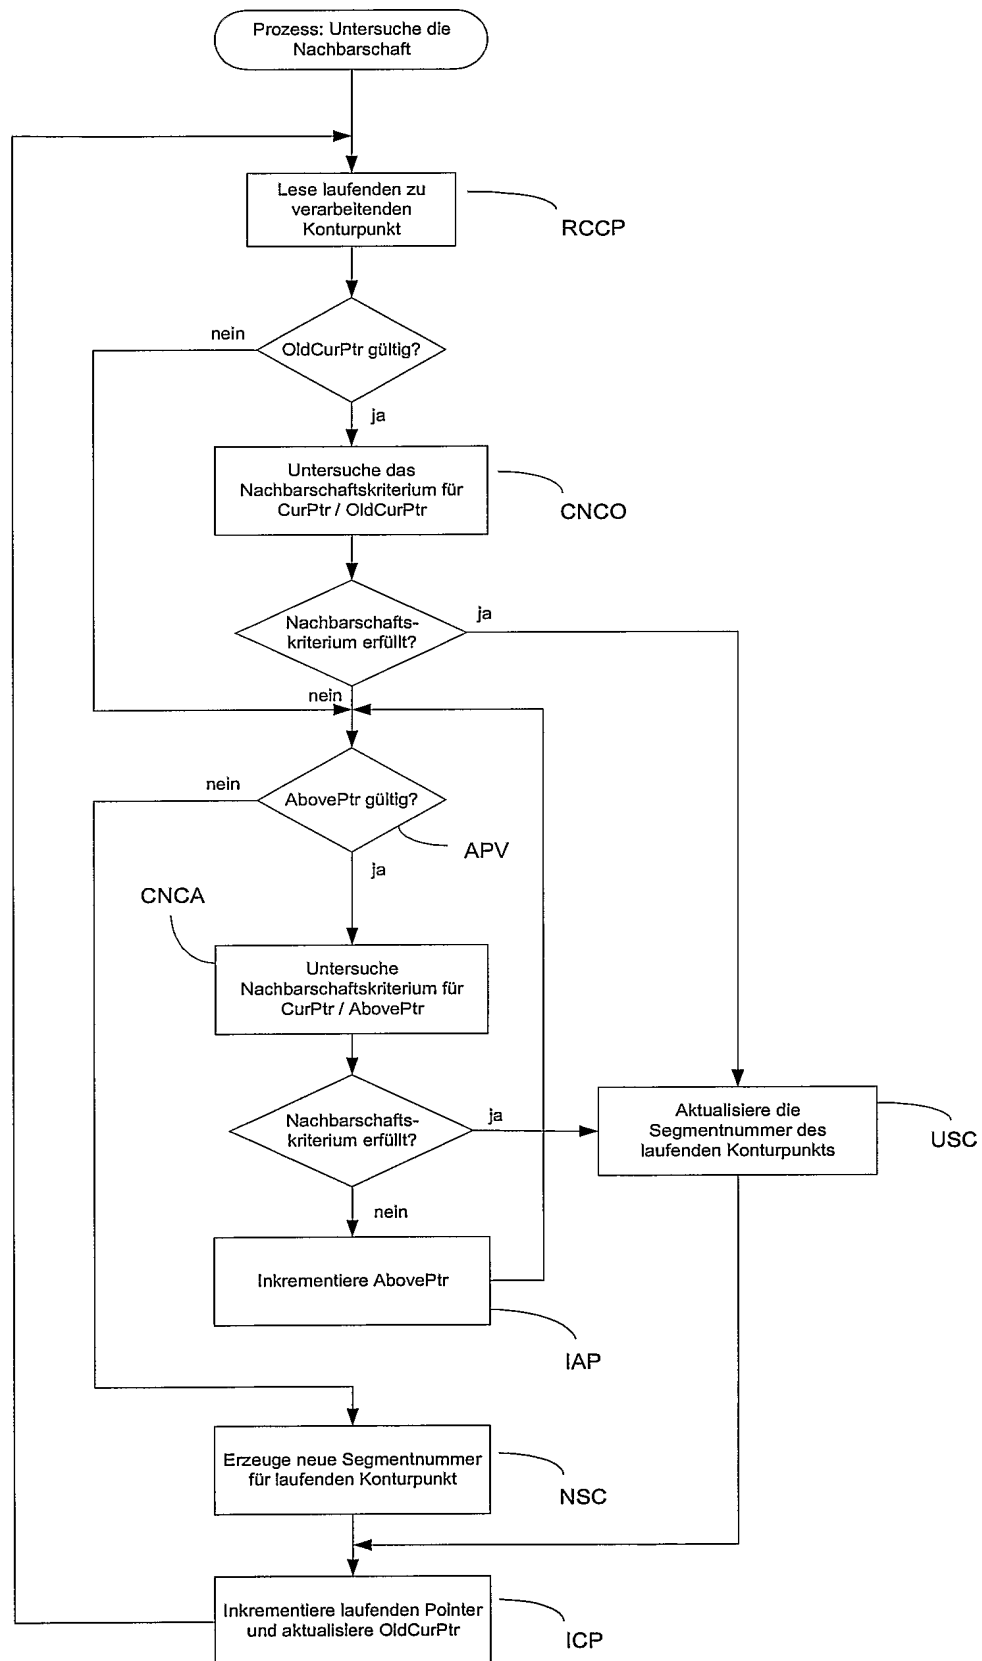 Prozess: Untersuche die
Nachbarschaft
Lese laufenden zu
verarbeitenden
Konturpunkt
RCCP
nein
OldCurPtr gültig?
ja
Untersuche das
Nachbarschaftskriterium für
CurPtr / OldCurPtr
CNCO
Nachbarschafts-
kriterium erfüllt?
ja
nein
nein
AbovePtr gültig?
APV
ja
CNCA
Untersuche
Nachbarschaftskriterium für
CurPtr / AbovePtr
Nachbarschafts-
kriterium erfüllt?
ja
Aktualisiere die
Segmentnummer des
laufenden Konturpunkts
USC
nein
Inkrementiere AbovePtr
IAP
Erzeuge neue Segmentnummer
für laufenden Konturpunkt
NSC
Inkrementiere laufenden Pointer
und aktualisiere OldCurPtr
ICP